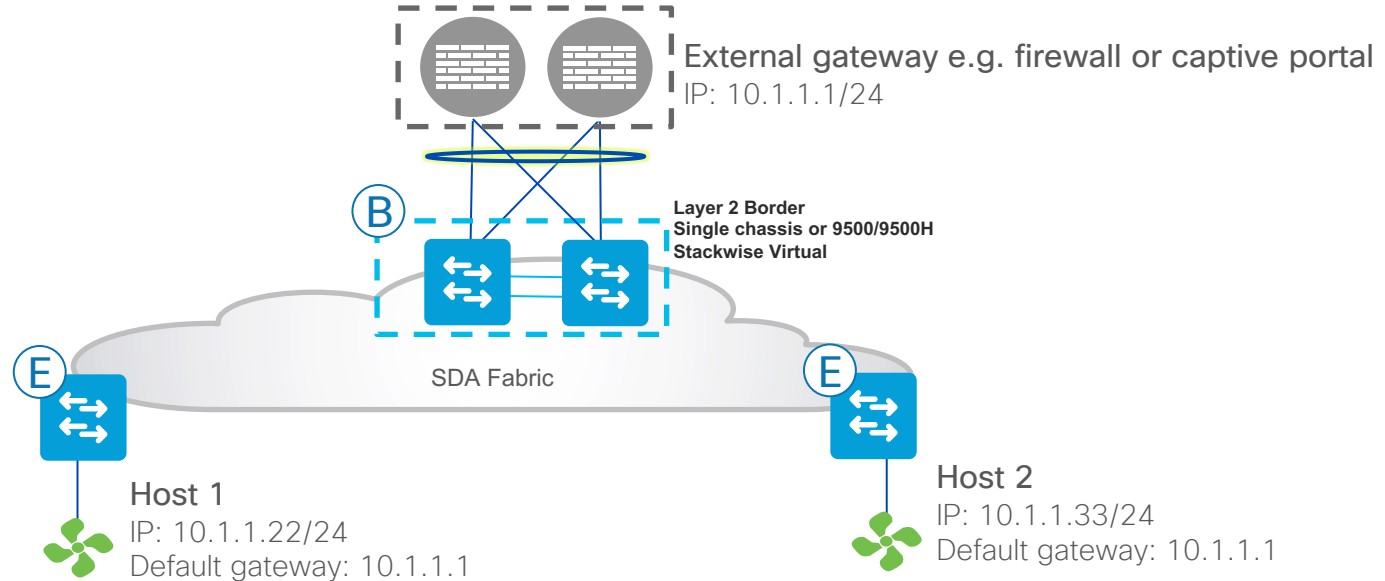 External gateway e.g. firewall or captive portal
IP: 10.1.1.1/24
B
Layer 2 Border
Single chassis or 9500/9500H
Stackwise Virtual
E
SDA Fabric
E
Host 1
IP: 10.1.1.22/24
Default gateway: 10.1.1.1
Host 2
IP: 10.1.1.33/24
Default gateway: 10.1.1.1